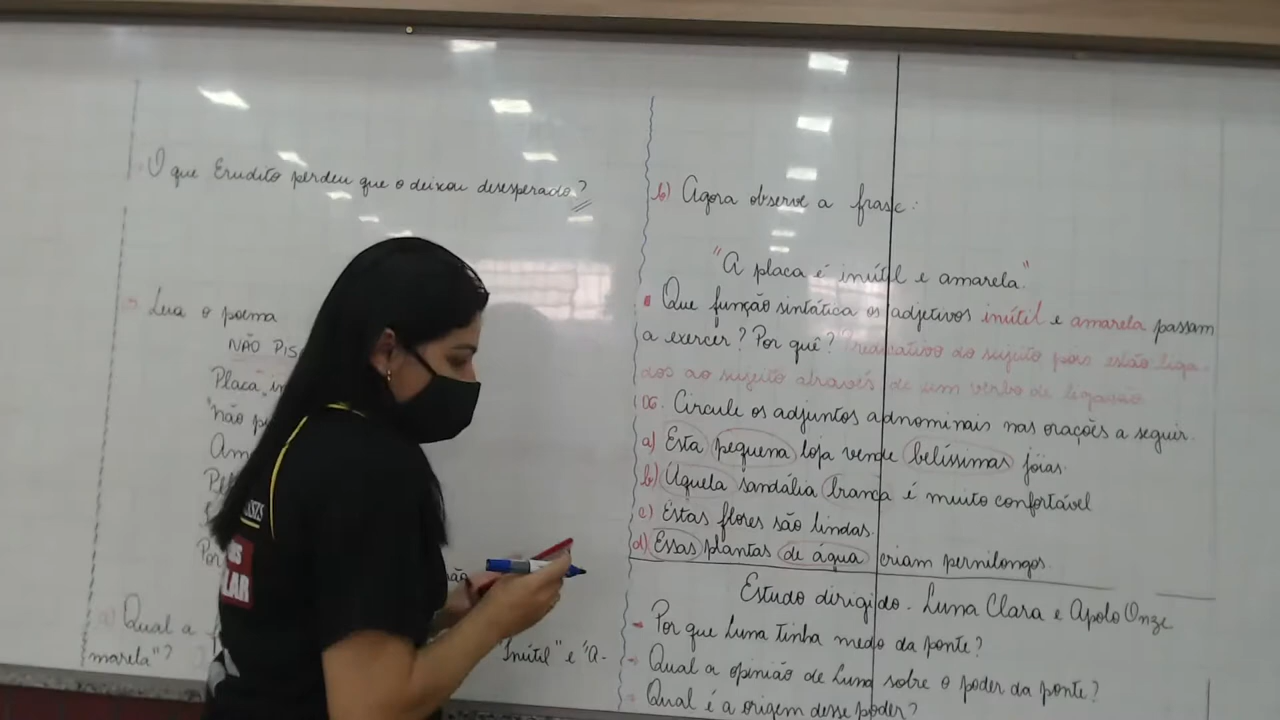 O que Erudito perdeu que o deixou desesperado?
Leia o poema
NÃO PIS
Placa
"não pi
Am
Por
não
a) Qual a
"Inútil" e "A-
marela"?
b) Agora observe a frase:
"A placa é inútil e amarela."
Que função sintática os adjetivos inútil e amarela passam
a exercer? Por quê? Predicativo do sujeito pois estão liga-
dos ao sujeito através de um verbo de ligação
06. Circule os adjuntos adnominais nas orações a seguir.
a) Esta pequena loja vende belíssimas jóias.
b) Aquela sandália branca é muito confortável
c) Estas flores são lindas.
d) Essas plantas de água criam pernilongos.
Estudo dirigido - Luna Clara e Apolo Onze
Por que Luna tinha medo da ponte?
Qual a opinião de Luna sobre o poder da ponte?
Qual é a origem desse poder?